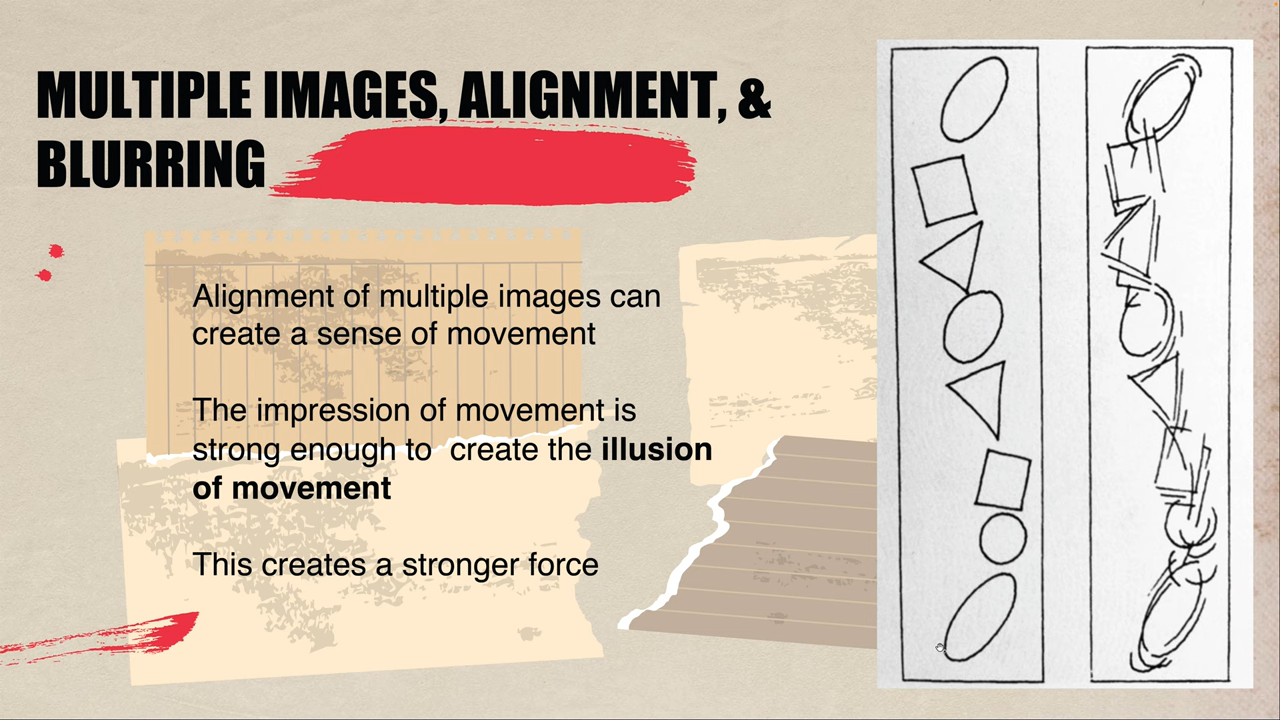 MULTIPLE IMAGES, ALIGNMENT, &
BLURRING
Alignment of multiple images can
create a sense of movement
The impression of movement is
strong enough to  create the illusion
of movement
This creates a stronger force